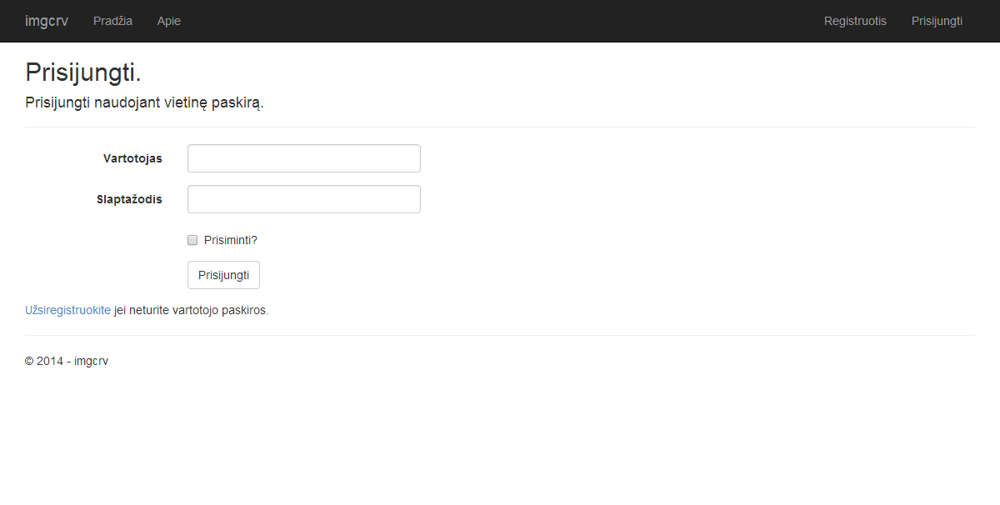 imgcrv Pradžia Apie Registruotis Prisijungti
Prisijungti.
Prisijungti naudojant vietinę paskirą.
Vartotojas
Slaptažodis
Prisiminti?
Prisijungti
Užsiregistruokite jei neturite vartotojo paskiros.
© 2014 - imgcrv